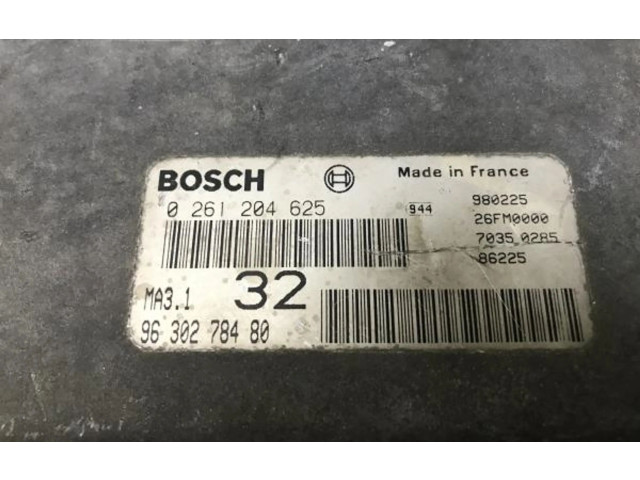 BOSCH
Made in France
0 261 204 625
944
980225
26FM0000
7035 0285
86225
MA3.1
32
96 302 784 80